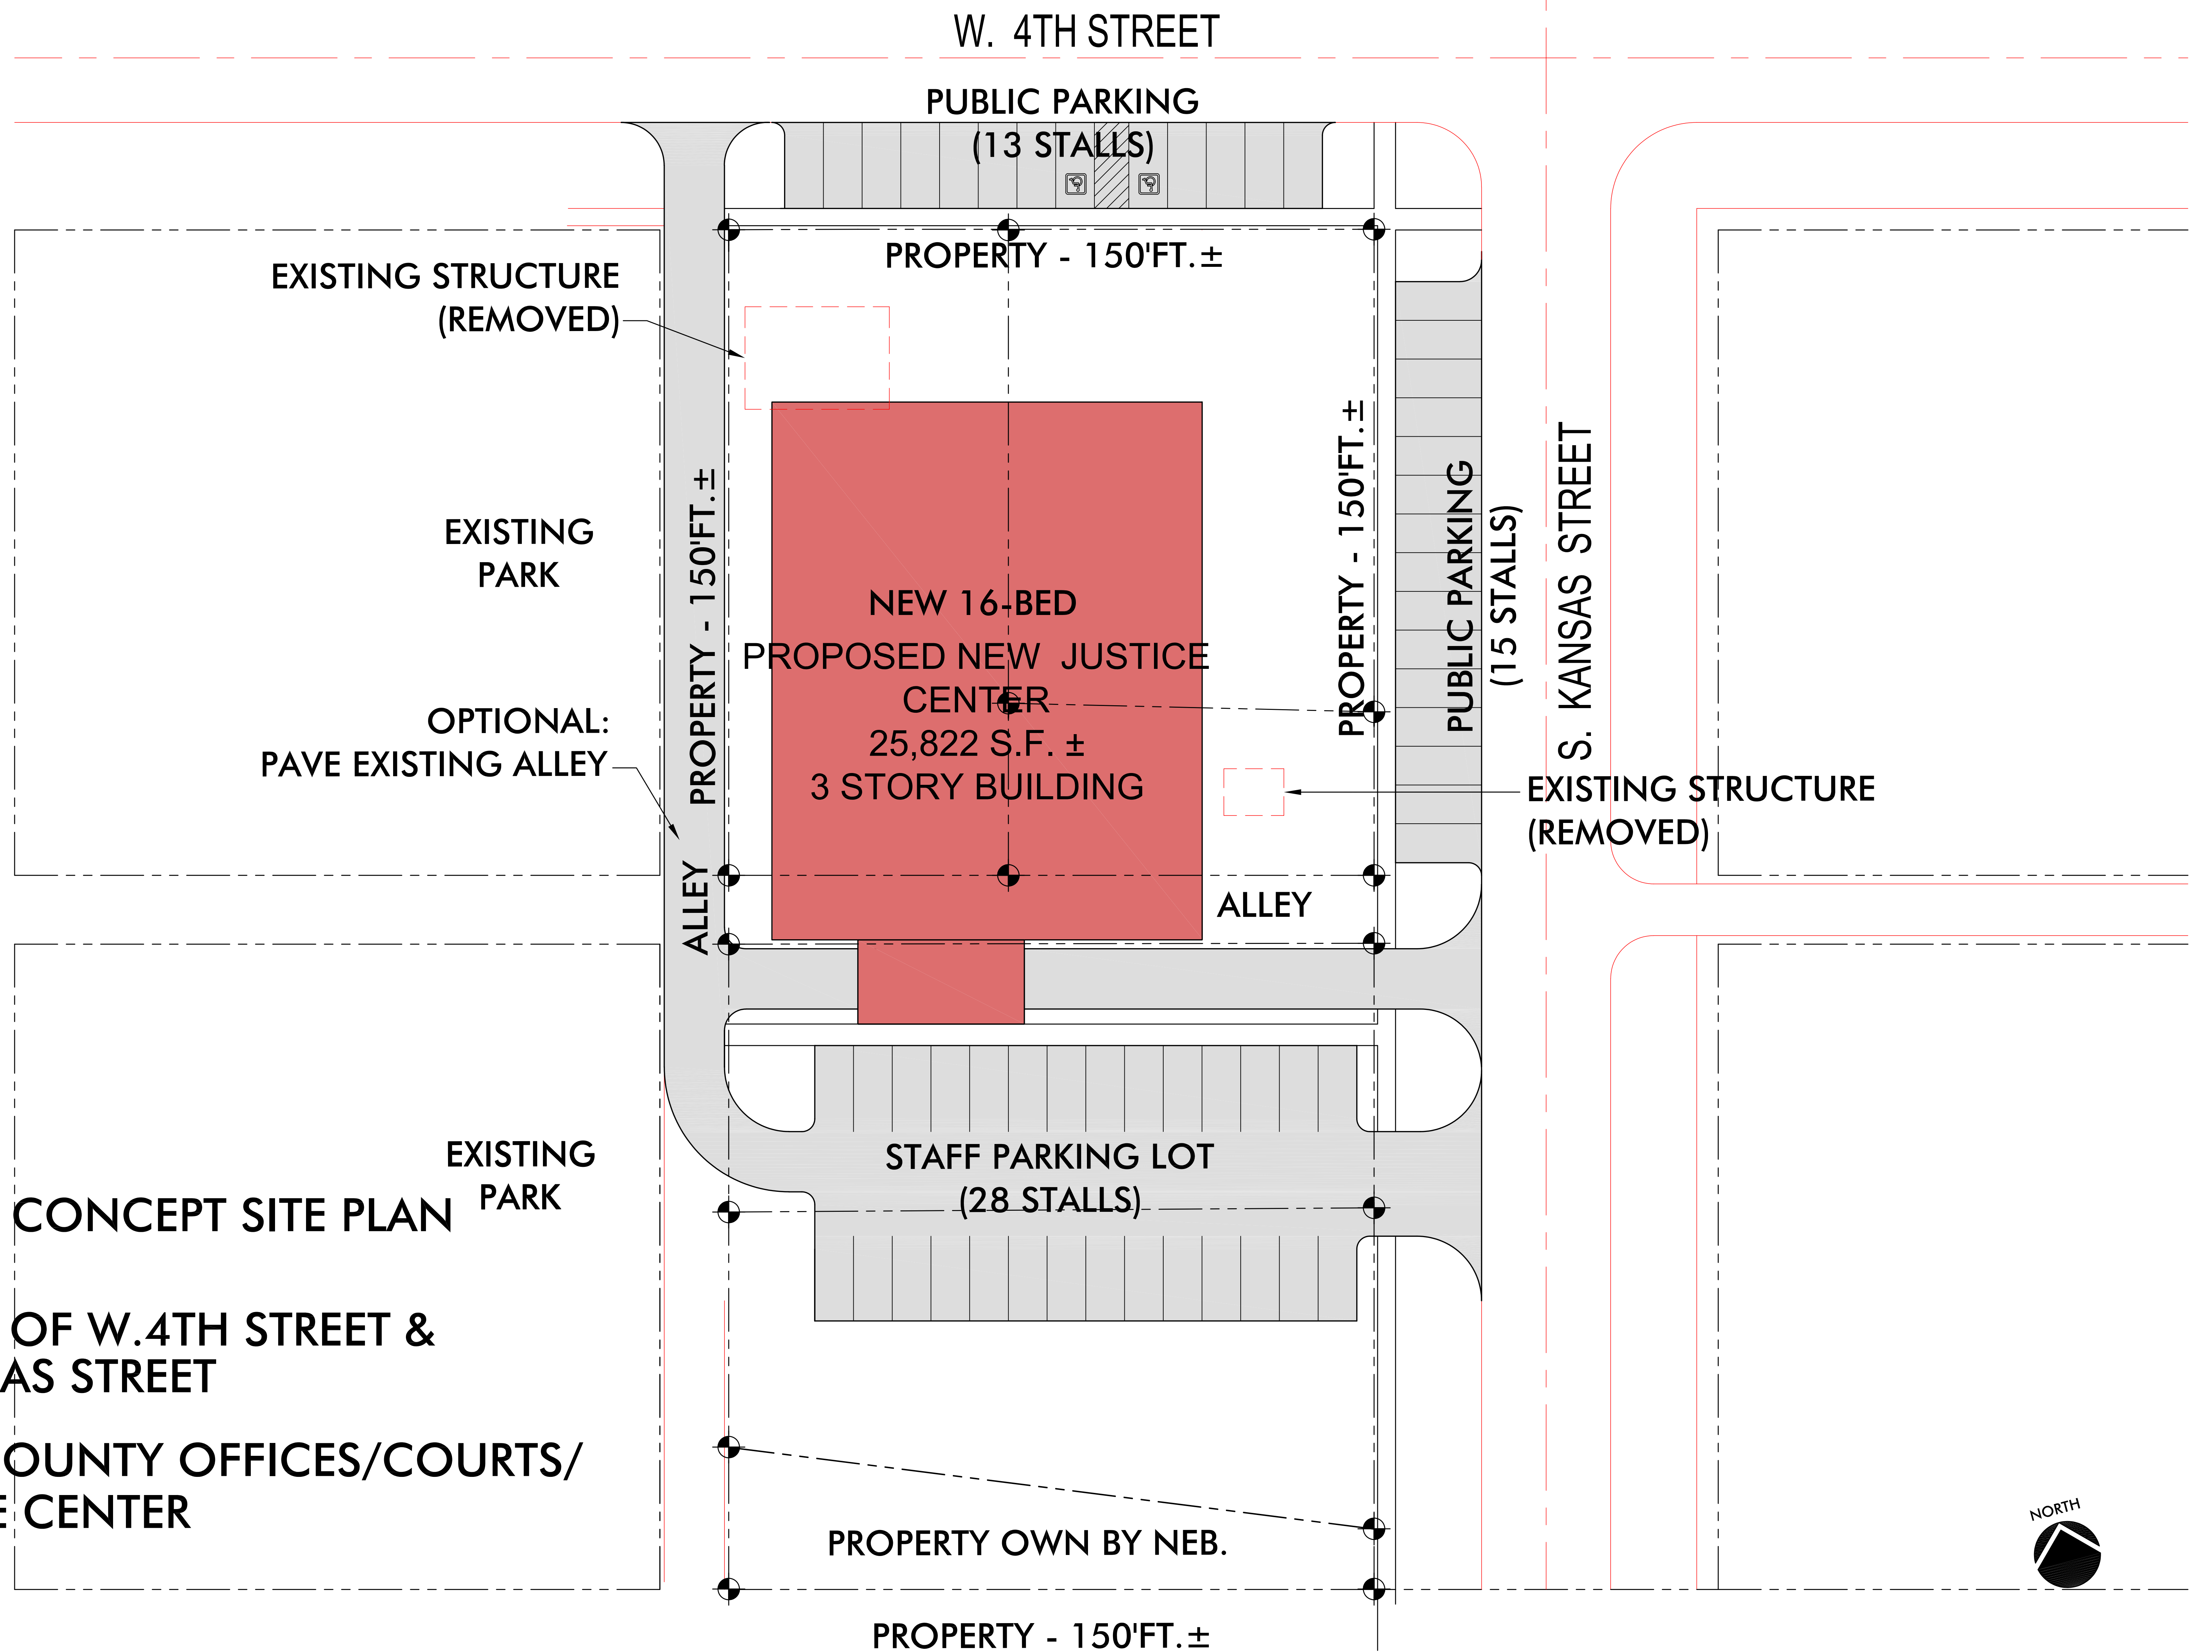 W. 4TH STREET
PUBLIC PARKING
(13 STALLS)
PROPERTY - 150'FT.±
EXISTING STRUCTURE
(REMOVED)
EXISTING
PARK
PROPERTY - 150'FT.±
PROPERTY - 150'FT.±
PUBLIC PARKING
(15 STALLS)
S. KANSAS STREET
NEW 16-BED
PROPOSED NEW JUSTICE
CENTER
25,822 S.F. ±
3 STORY BUILDING
OPTIONAL:
PAVE EXISTING ALLEY
EXISTING STRUCTURE
(REMOVED)
ALLEY
ALLEY
EXISTING
PARK
STAFF PARKING LOT
(28 STALLS)
CONCEPT SITE PLAN
OF W.4TH STREET &
AS STREET
OUNTY OFFICES/COURTS/
E CENTER
PROPERTY OWN BY NEB.
NORTH
PROPERTY - 150'FT.±